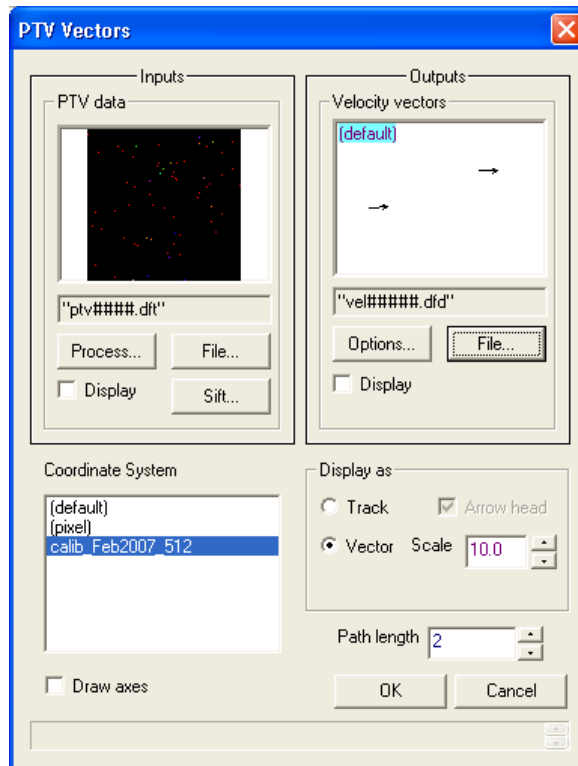 PTV Vectors
Inputs
PTV data
"ptv####.dft"
Process...
File...
Display
Sift...
Outputs
Velocity vectors
(default)
"vel#####.dfd"
Options...
File...
Display
Coordinate System
(default)
(pixel)
calib_Feb2007_512
Draw axes
Display as
Track
Arrow head
Vector
Scale
10.0
Path length
2
OK
Cancel